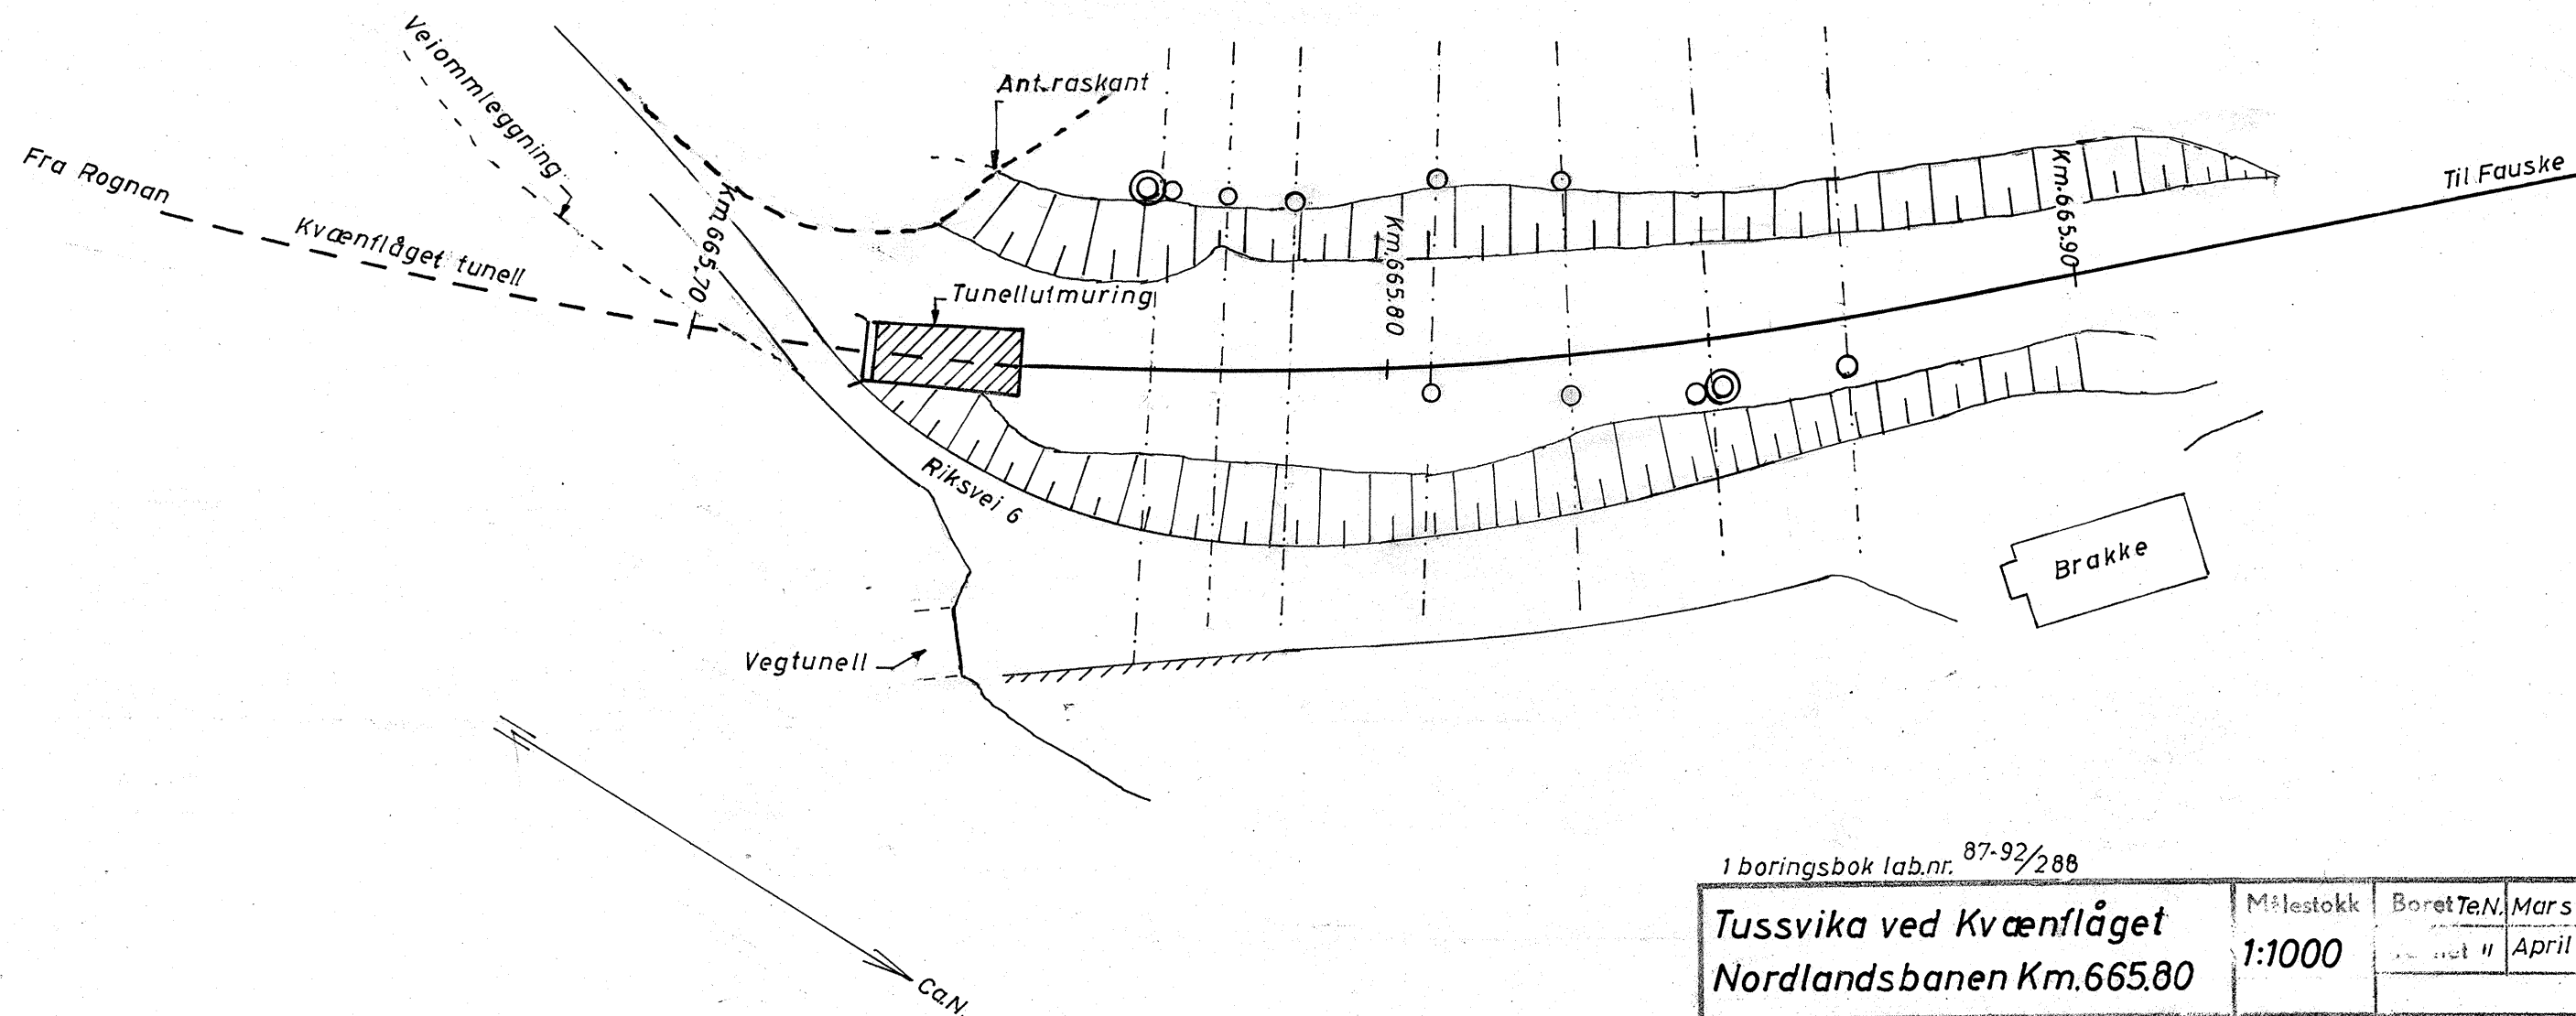 Veiommleggning
Ant.raskant
Fra Rognan
Kvænflåget tunell
Km.665,70
Tunellutmuring
Km.665.80
Km.665.90
Til Fauske
Riksvei 6
Brakke
Vegtunell
Ca.N.
1 boringsbok lab.nr. 87-92/288
Tussvika ved Kvænflåget
Nordlandsbanen Km.665.80
Målestokk
1:1000
Boret Te.N. Mars
" April